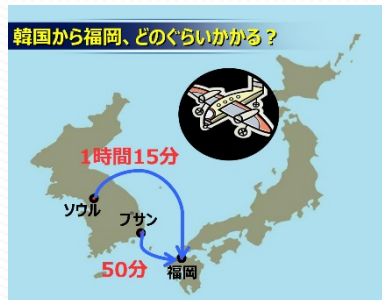 韓国から福岡、どのぐらいかかる？
1時間15分
ソウル
プサン
50分
福岡